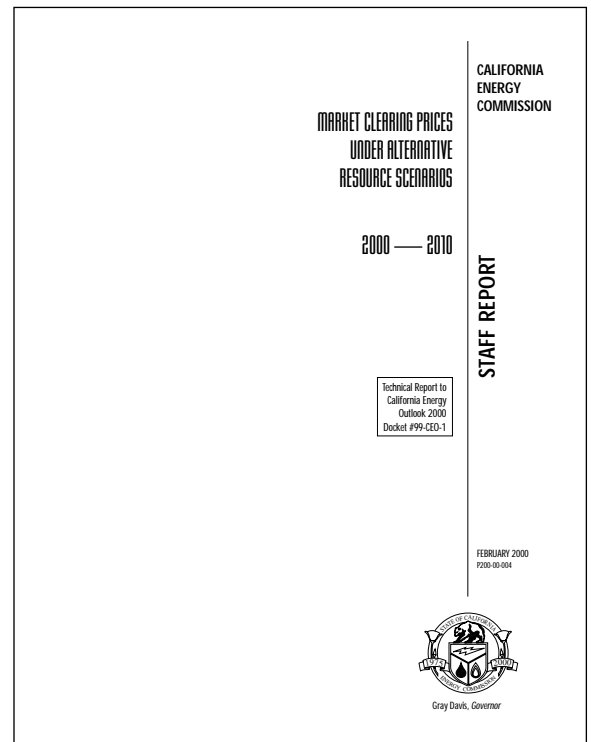 CALIFORNIA
ENERGY
COMMISSION
MARKET CLEARING PRICES
UNDER ALTERNATIVE
RESOURCE SCENARIOS
2000 — 2010
STAFF REPORT
Technical Report to
California Energy
Outlook 2000
Docket #99-CEO-1
FEBRUARY 2000
P200-00-004
STATE OF CALIFORNIA
1975 2000
ENERGY COMMISSION
Gray Davis, Governor